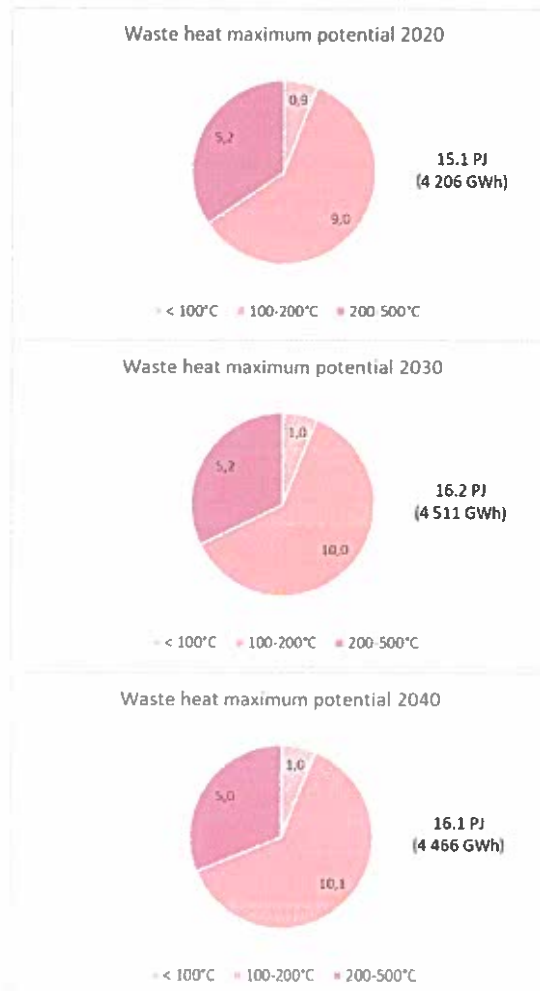 Waste heat maximum potential 2020
0,9
5,2
15.1 PJ
(4 206 GWh)
9,0
< 100°C 100-200°C 200-500°C
Waste heat maximum potential 2030
1,0
5,2
16.2 PJ
(4 511 GWh)
10,0
< 100°C 100-200°C 200-500°C
Waste heat maximum potential 2040
1,0
5,0
16.1 PJ
(4 466 GWh)
10,1
< 100°C 100-200°C 200-500°C